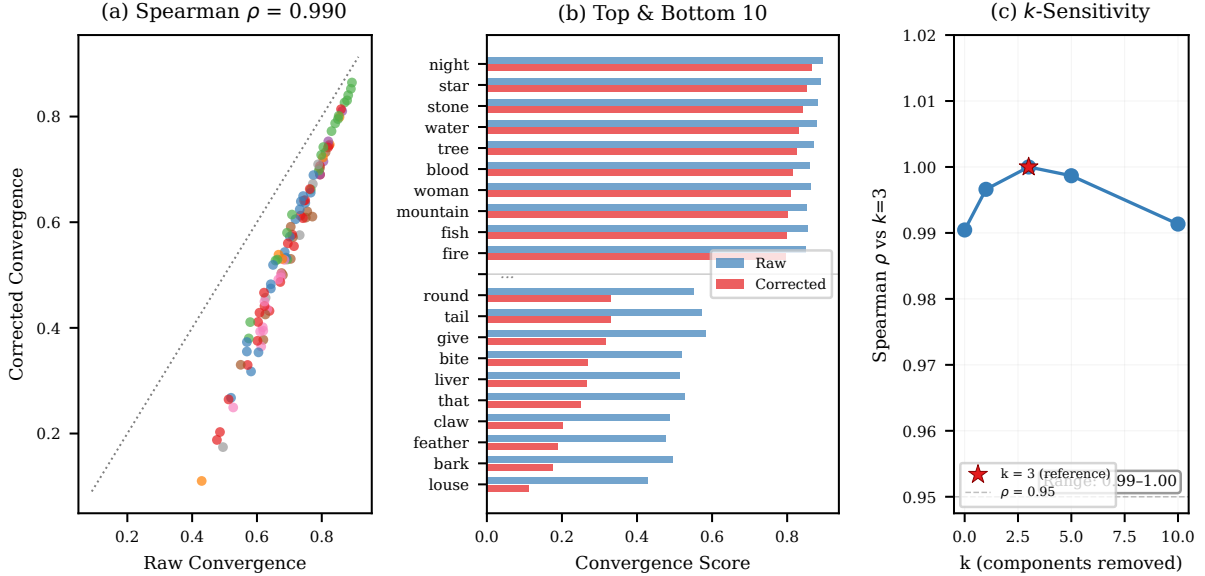 (a) Spearman ρ = 0.990
Corrected Convergence
0.8
0.6
0.4
0.2
0.2
0.4
0.6
0.8
Raw Convergence
(b) Top & Bottom 10
night
star
stone
water
tree
blood
woman
mountain
fish
fire
...
round
tail
give
bite
liver
that
claw
feather
bark
louse
Raw
Corrected
0.0
0.2
0.4
0.6
0.8
Convergence Score
(c) k-Sensitivity
Spearman ρ vs k=3
1.02
1.01
1.00
0.99
0.98
0.97
0.96
0.95
k = 3 (reference)
ρ = 0.95
Range: 0.99–1.00
0.0
2.5
5.0
7.5
10.0
k (components removed)